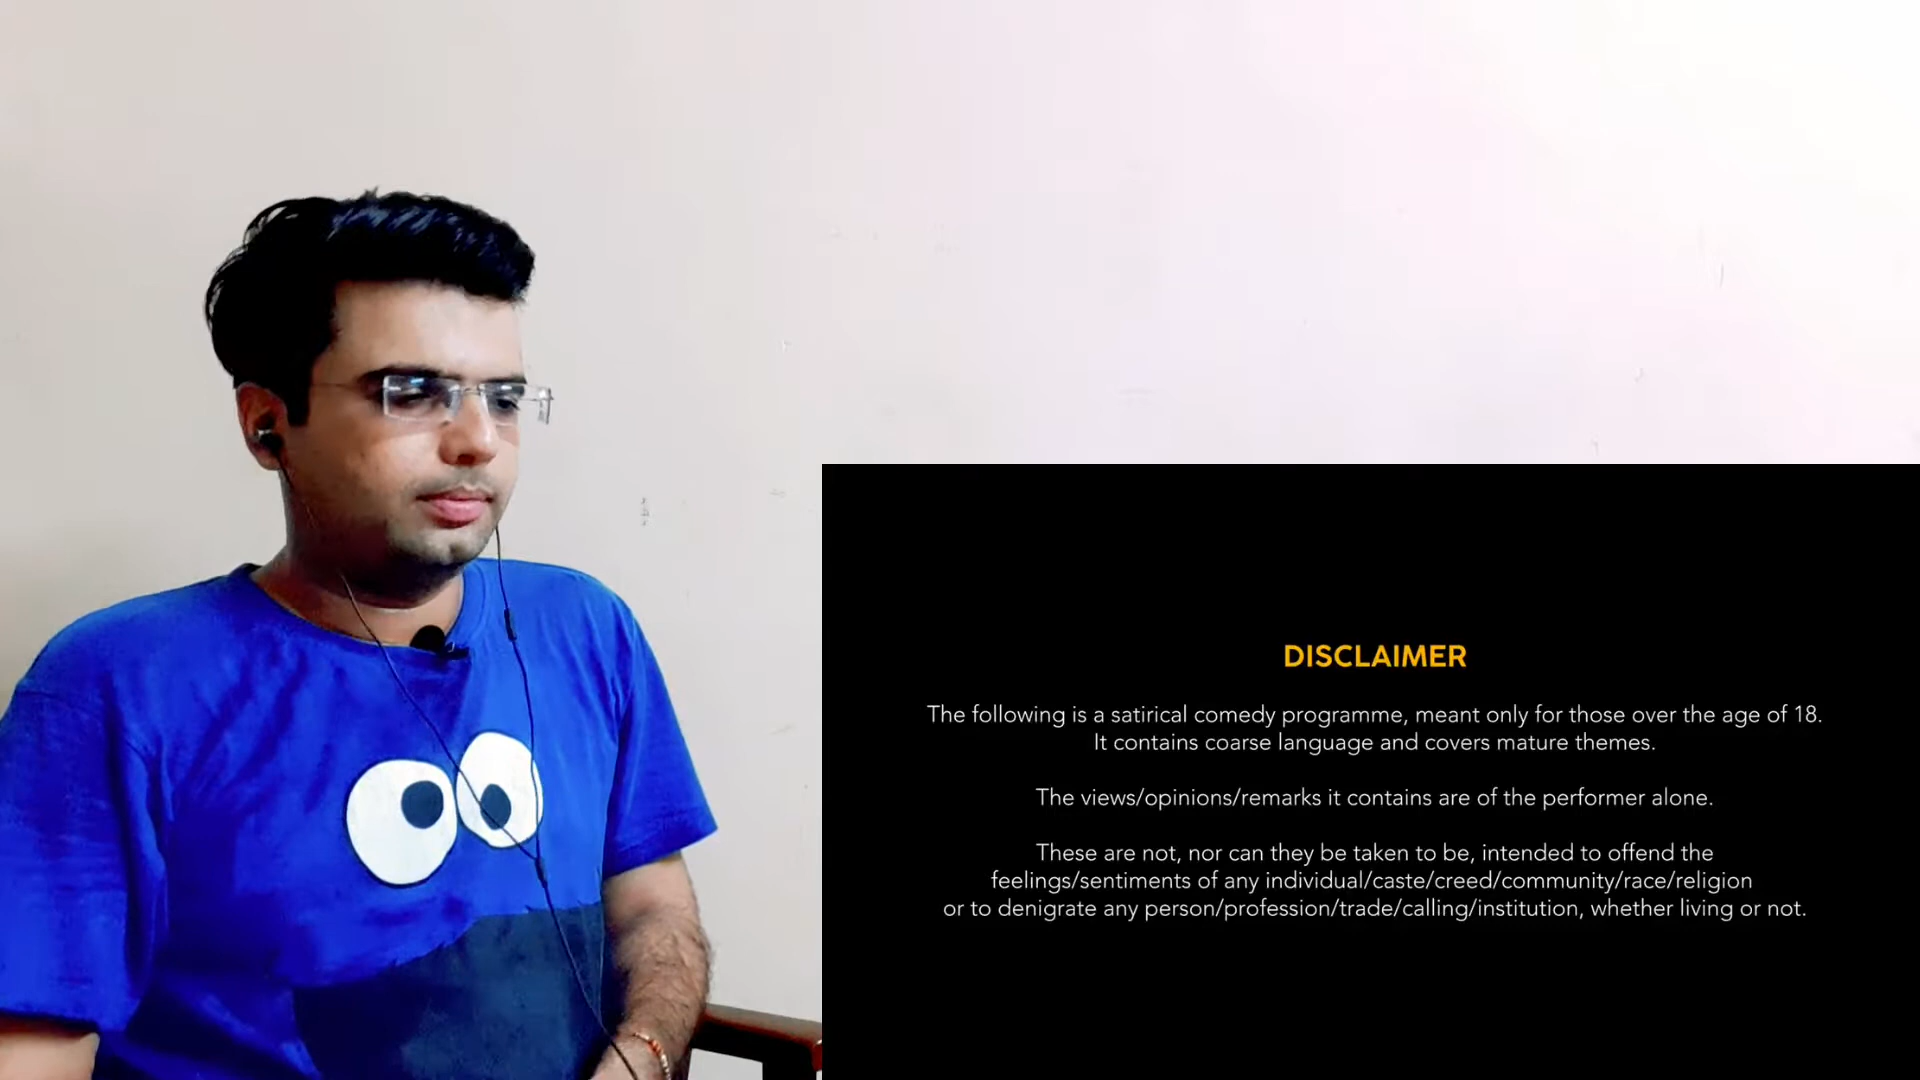 DISCLAIMER
The following is a satirical comedy programme, meant only for those over the age of 18.
It contains coarse language and covers mature themes.
The views/opinions/remarks it contains are of the performer alone.
These are not, nor can they be taken to be, intended to offend the
feelings/sentiments of any individual/caste/creed/community/race/religion
or to denigrate any person/profession/trade/calling/institution, whether living or not.